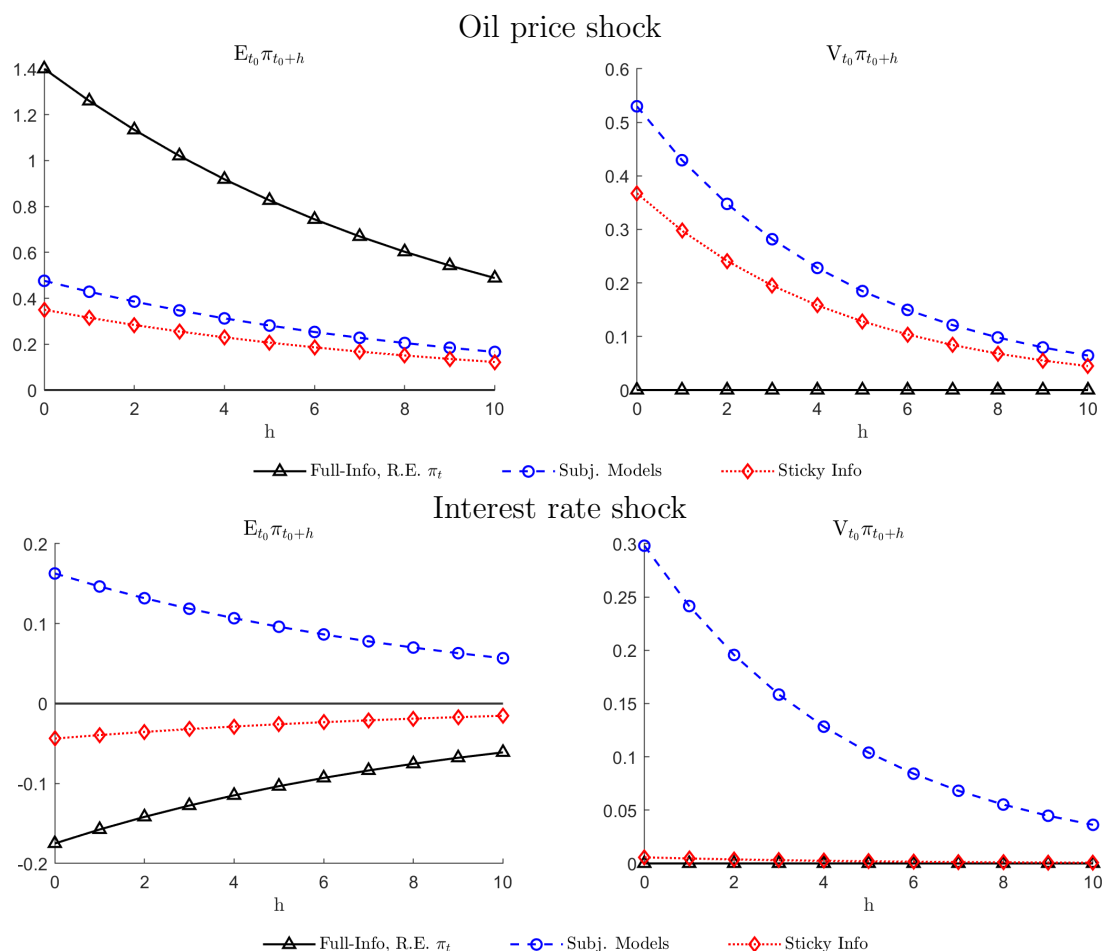 Oil price shock
E_{t_0} π_{t_0+h}
V_{t_0} π_{t_0+h}
1.4
1.2
1
0.8
0.6
0.4
0.2
0
0 2 4 6 8 10
h
0.6
0.5
0.4
0.3
0.2
0.1
0
0 2 4 6 8 10
h
Full-Info, R.E. π_t Subj. Models Sticky Info
Interest rate shock
E_{t_0} π_{t_0+h}
V_{t_0} π_{t_0+h}
0.2
0.1
0
-0.1
-0.2
0 2 4 6 8 10
h
0.3
0.25
0.2
0.15
0.1
0.05
0
0 2 4 6 8 10
h
Full-Info, R.E. π_t Subj. Models Sticky Info